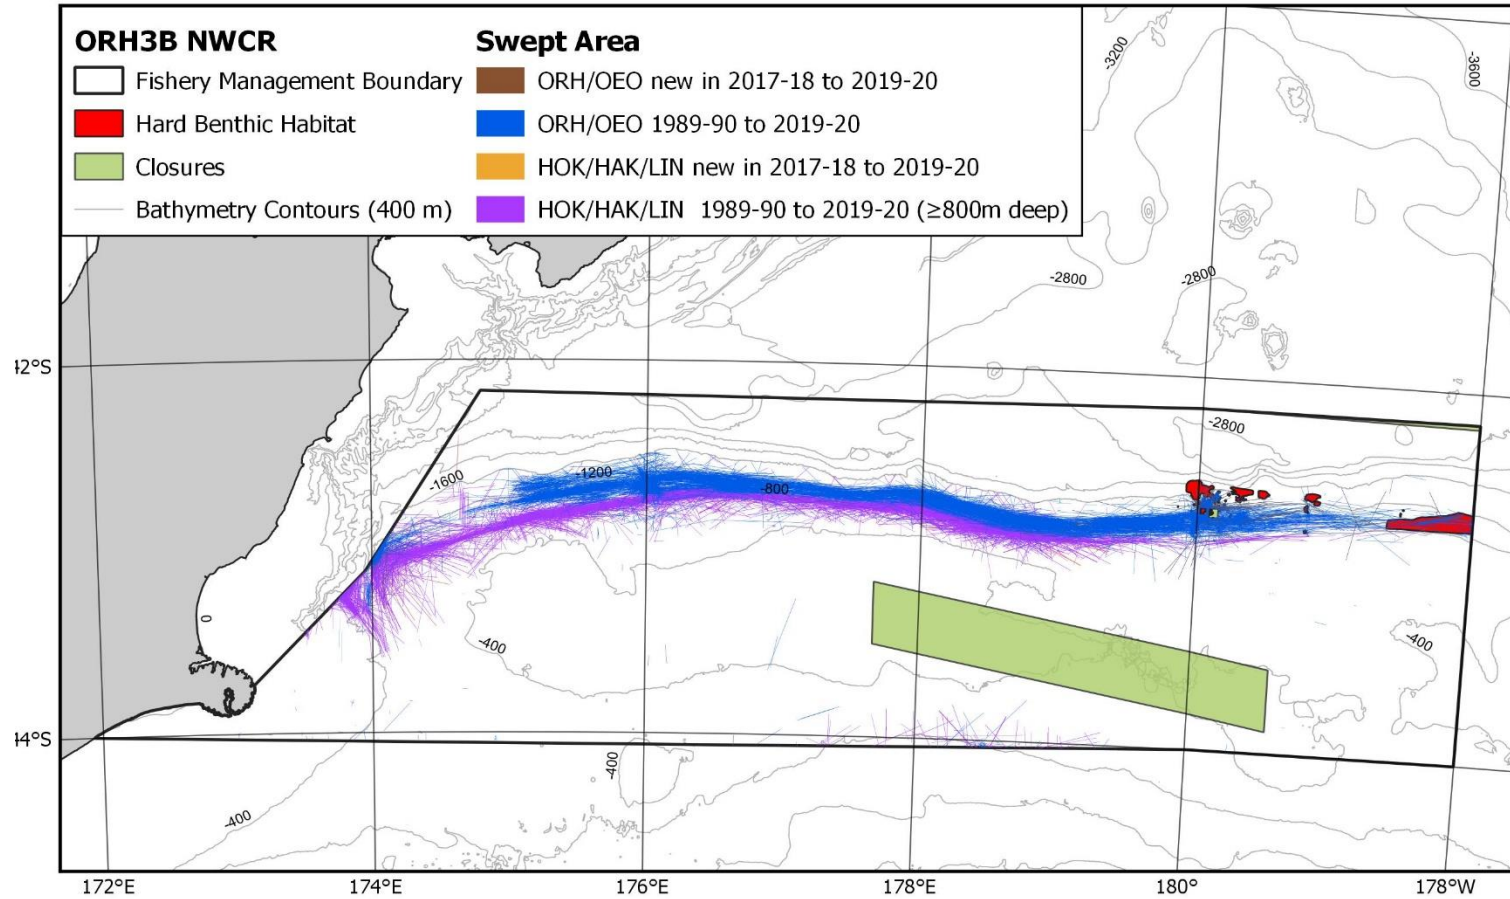 ORH3B NWCR
Fishery Management Boundary
Hard Benthic Habitat
Closures
Bathymetry Contours (400 m)
Swept Area
ORH/OEO new in 2017-18 to 2019-20
ORH/OEO 1989-90 to 2019-20
HOK/HAK/LIN new in 2017-18 to 2019-20
HOK/HAK/LIN 1989-90 to 2019-20 (≥800m deep)
-3200
-3600
-2800
-2800
-2800
-1600
-1200
-800
0
-400
-400
-400
-400
2°S
4°S
172°E
174°E
176°E
178°E
180°
178°W